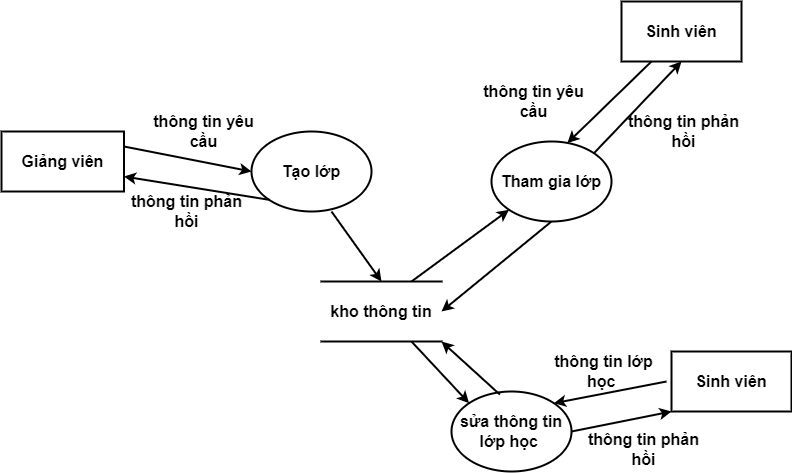 Sinh viên
thông tin yêu
cầu
thông tin phản
hồi
thông tin yêu
cầu
Giảng viên
Tạo lớp
thông tin phản
hồi
Tham gia lớp
kho thông tin
thông tin lớp
học
Sinh viên
sửa thông tin
lớp học
thông tin phản
hồi